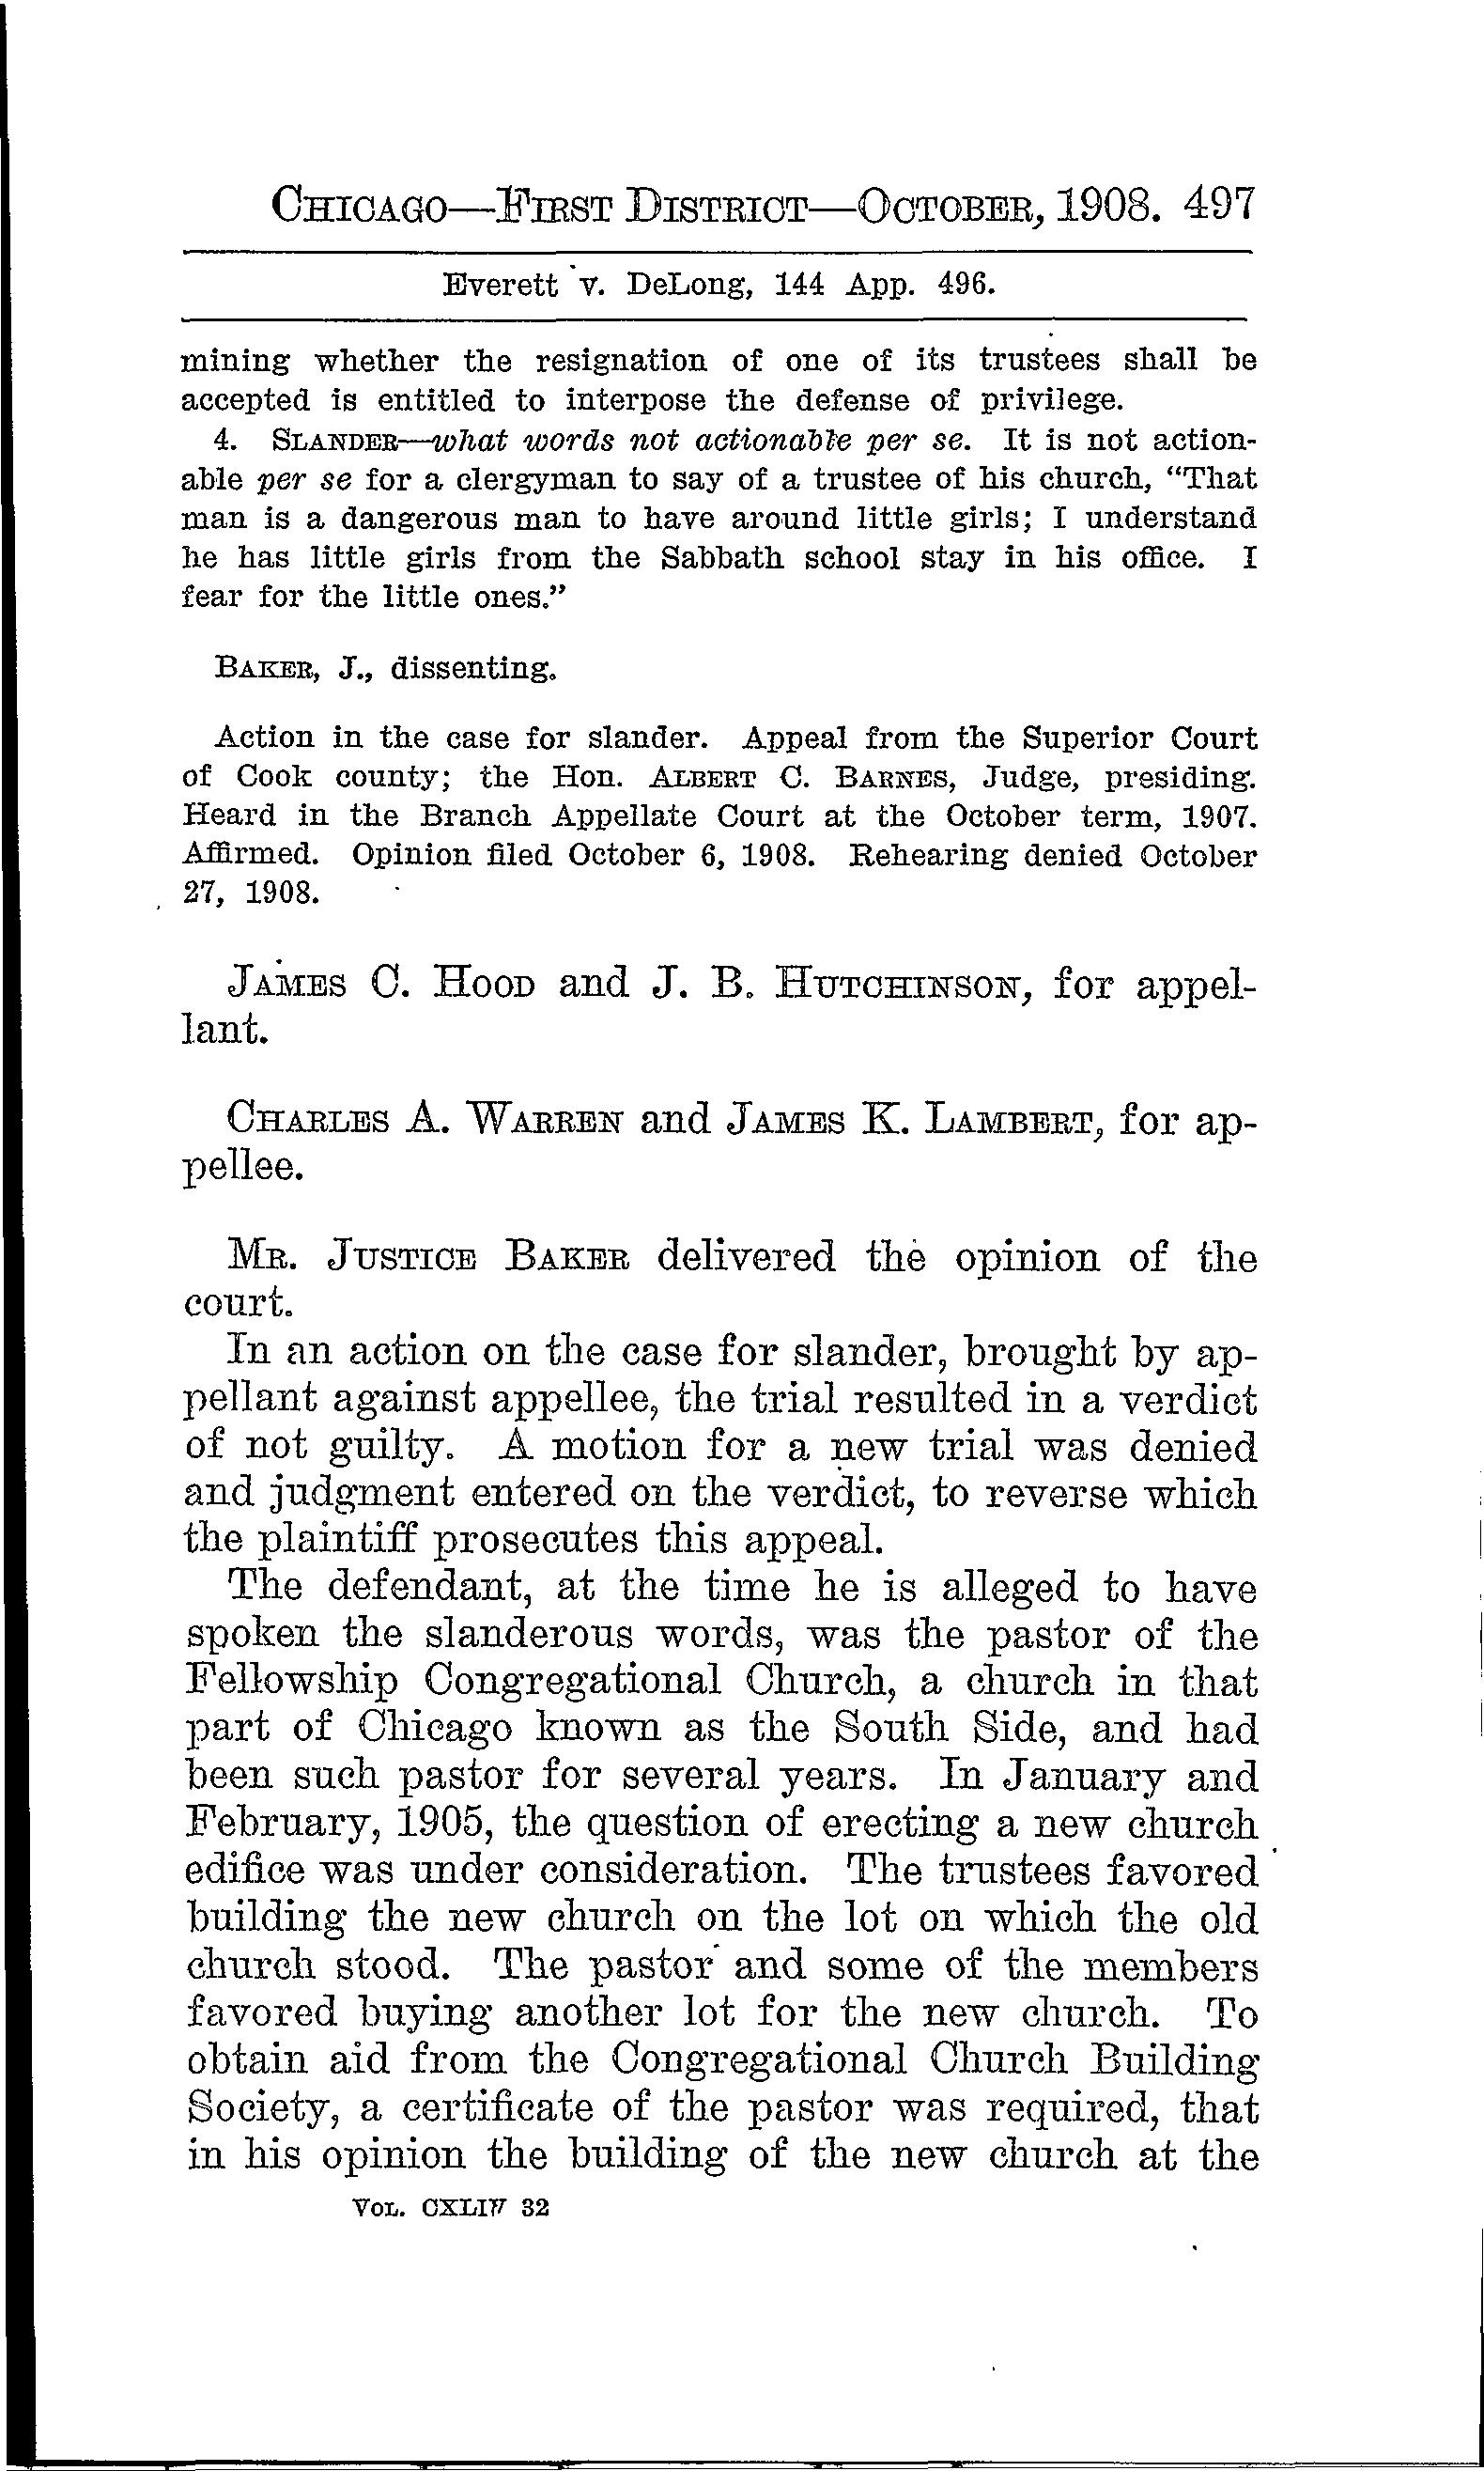 CHICAGO—FIRST DISTRICT—OCTOBER, 1908. 497
Everett v. DeLong, 144 App. 496.
mining whether the resignation of one of its trustees shall be
accepted is entitled to interpose the defense of privilege.
4. SLANDER—what words not actionable per se. It is not action-
able per se for a clergyman to say of a trustee of his church, “That
man is a dangerous man to have around little girls; I understand
he has little girls from the Sabbath school stay in his office. I
fear for the little ones.”
BAKER, J., dissenting.
Action in the case for slander. Appeal from the Superior Court
of Cook county; the Hon. ALBERT C. BARNES, Judge, presiding.
Heard in the Branch Appellate Court at the October term, 1907.
Affirmed. Opinion filed October 6, 1908. Rehearing denied October
27, 1908.
JAMES C. HOOD and J. B. HUTCHINSON, for appel-
lant.
CHARLES A. WARREN and JAMES K. LAMBERT, for ap-
pellee.
MR. JUSTICE BAKER delivered the opinion of the
court.
In an action on the case for slander, brought by ap-
pellant against appellee, the trial resulted in a verdict
of not guilty. A motion for a new trial was denied
and judgment entered on the verdict, to reverse which
the plaintiff prosecutes this appeal.
The defendant, at the time he is alleged to have
spoken the slanderous words, was the pastor of the
Fellowship Congregational Church, a church in that
part of Chicago known as the South Side, and had
been such pastor for several years. In January and
February, 1905, the question of erecting a new church
edifice was under consideration. The trustees favored
building the new church on the lot on which the old
church stood. The pastor and some of the members
favored buying another lot for the new church. To
obtain aid from the Congregational Church Building
Society, a certificate of the pastor was required, that
in his opinion the building of the new church at the
VOL. CXLIV 32